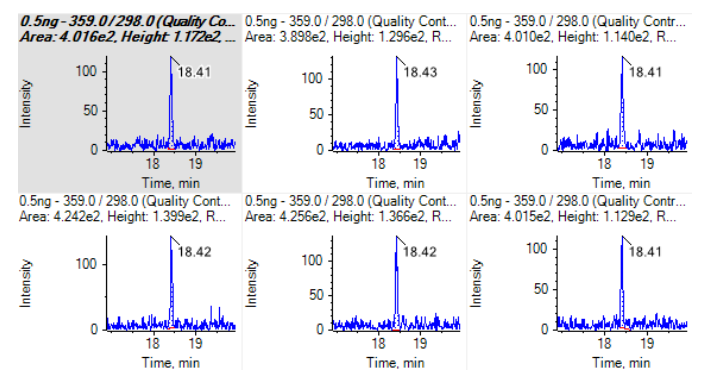 0.5ng - 359.0 / 298.0 (Quality Co...
Area: 4.016e2, Height: 1.172e2, ...
Intensity
100
50
0
18.41
18
19
Time, min
0.5ng - 359.0 / 298.0 (Quality Contr...
Area: 3.898e2, Height: 1.296e2, R...
Intensity
100
50
0
18.43
18
19
Time, min
0.5ng - 359.0 / 298.0 (Quality Contr...
Area: 4.010e2, Height: 1.140e2, R...
Intensity
100
50
0
18.41
18
19
Time, min
0.5ng - 359.0 / 298.0 (Quality Contr...
Area: 4.242e2, Height: 1.399e2, R...
Intensity
100
0
18.42
18
19
Time, min
0.5ng - 359.0 / 298.0 (Quality Contr...
Area: 4.256e2, Height: 1.366e2, R...
Intensity
100
50
0
18.42
18
19
Time, min
0.5ng - 359.0 / 298.0 (Quality Contr...
Area: 4.015e2, Height: 1.129e2, R...
Intensity
100
50
0
18.41
18
19
Time, min